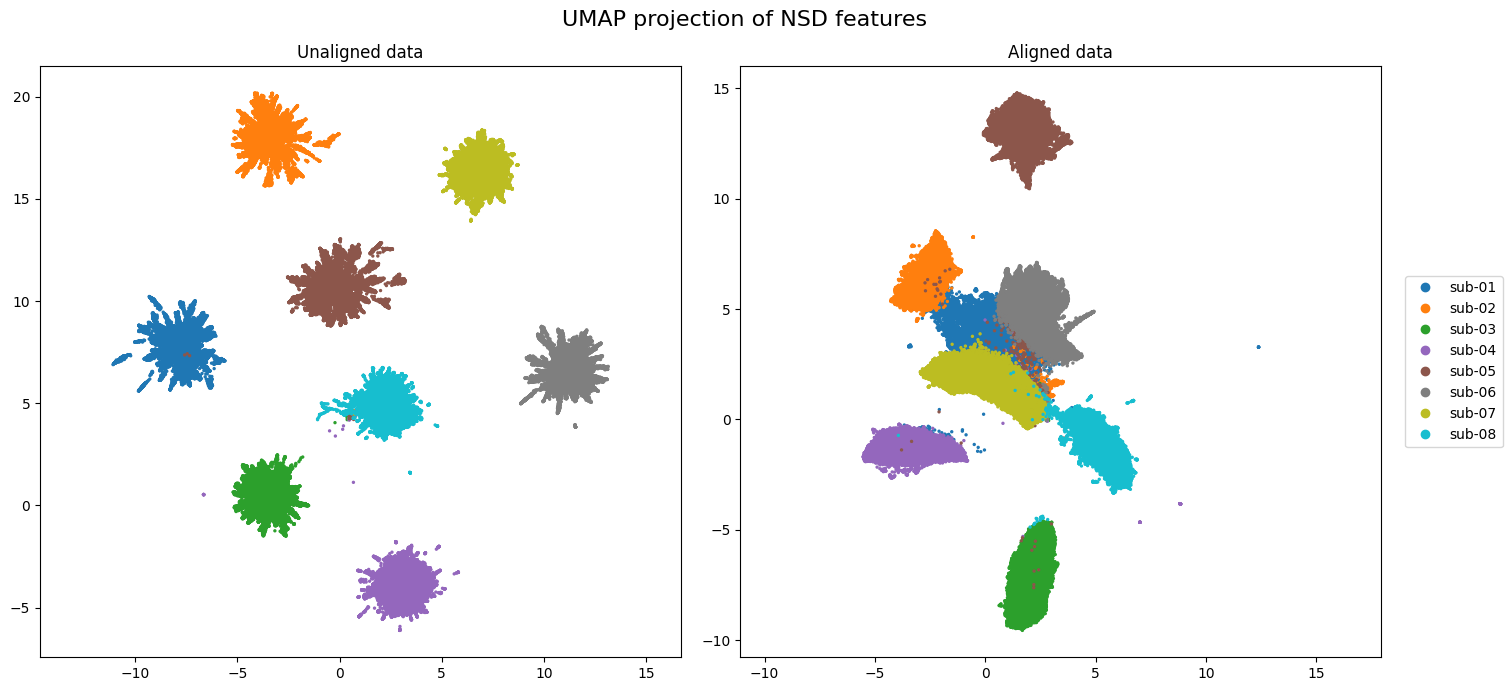 UMAP projection of NSD features
Unaligned data
20
15
10
5
0
−5
−10
−5
0
5
10
15
Aligned data
15
10
5
0
−5
−10
−10
−5
0
5
10
15
sub-01
sub-02
sub-03
sub-04
sub-05
sub-06
sub-07
sub-08